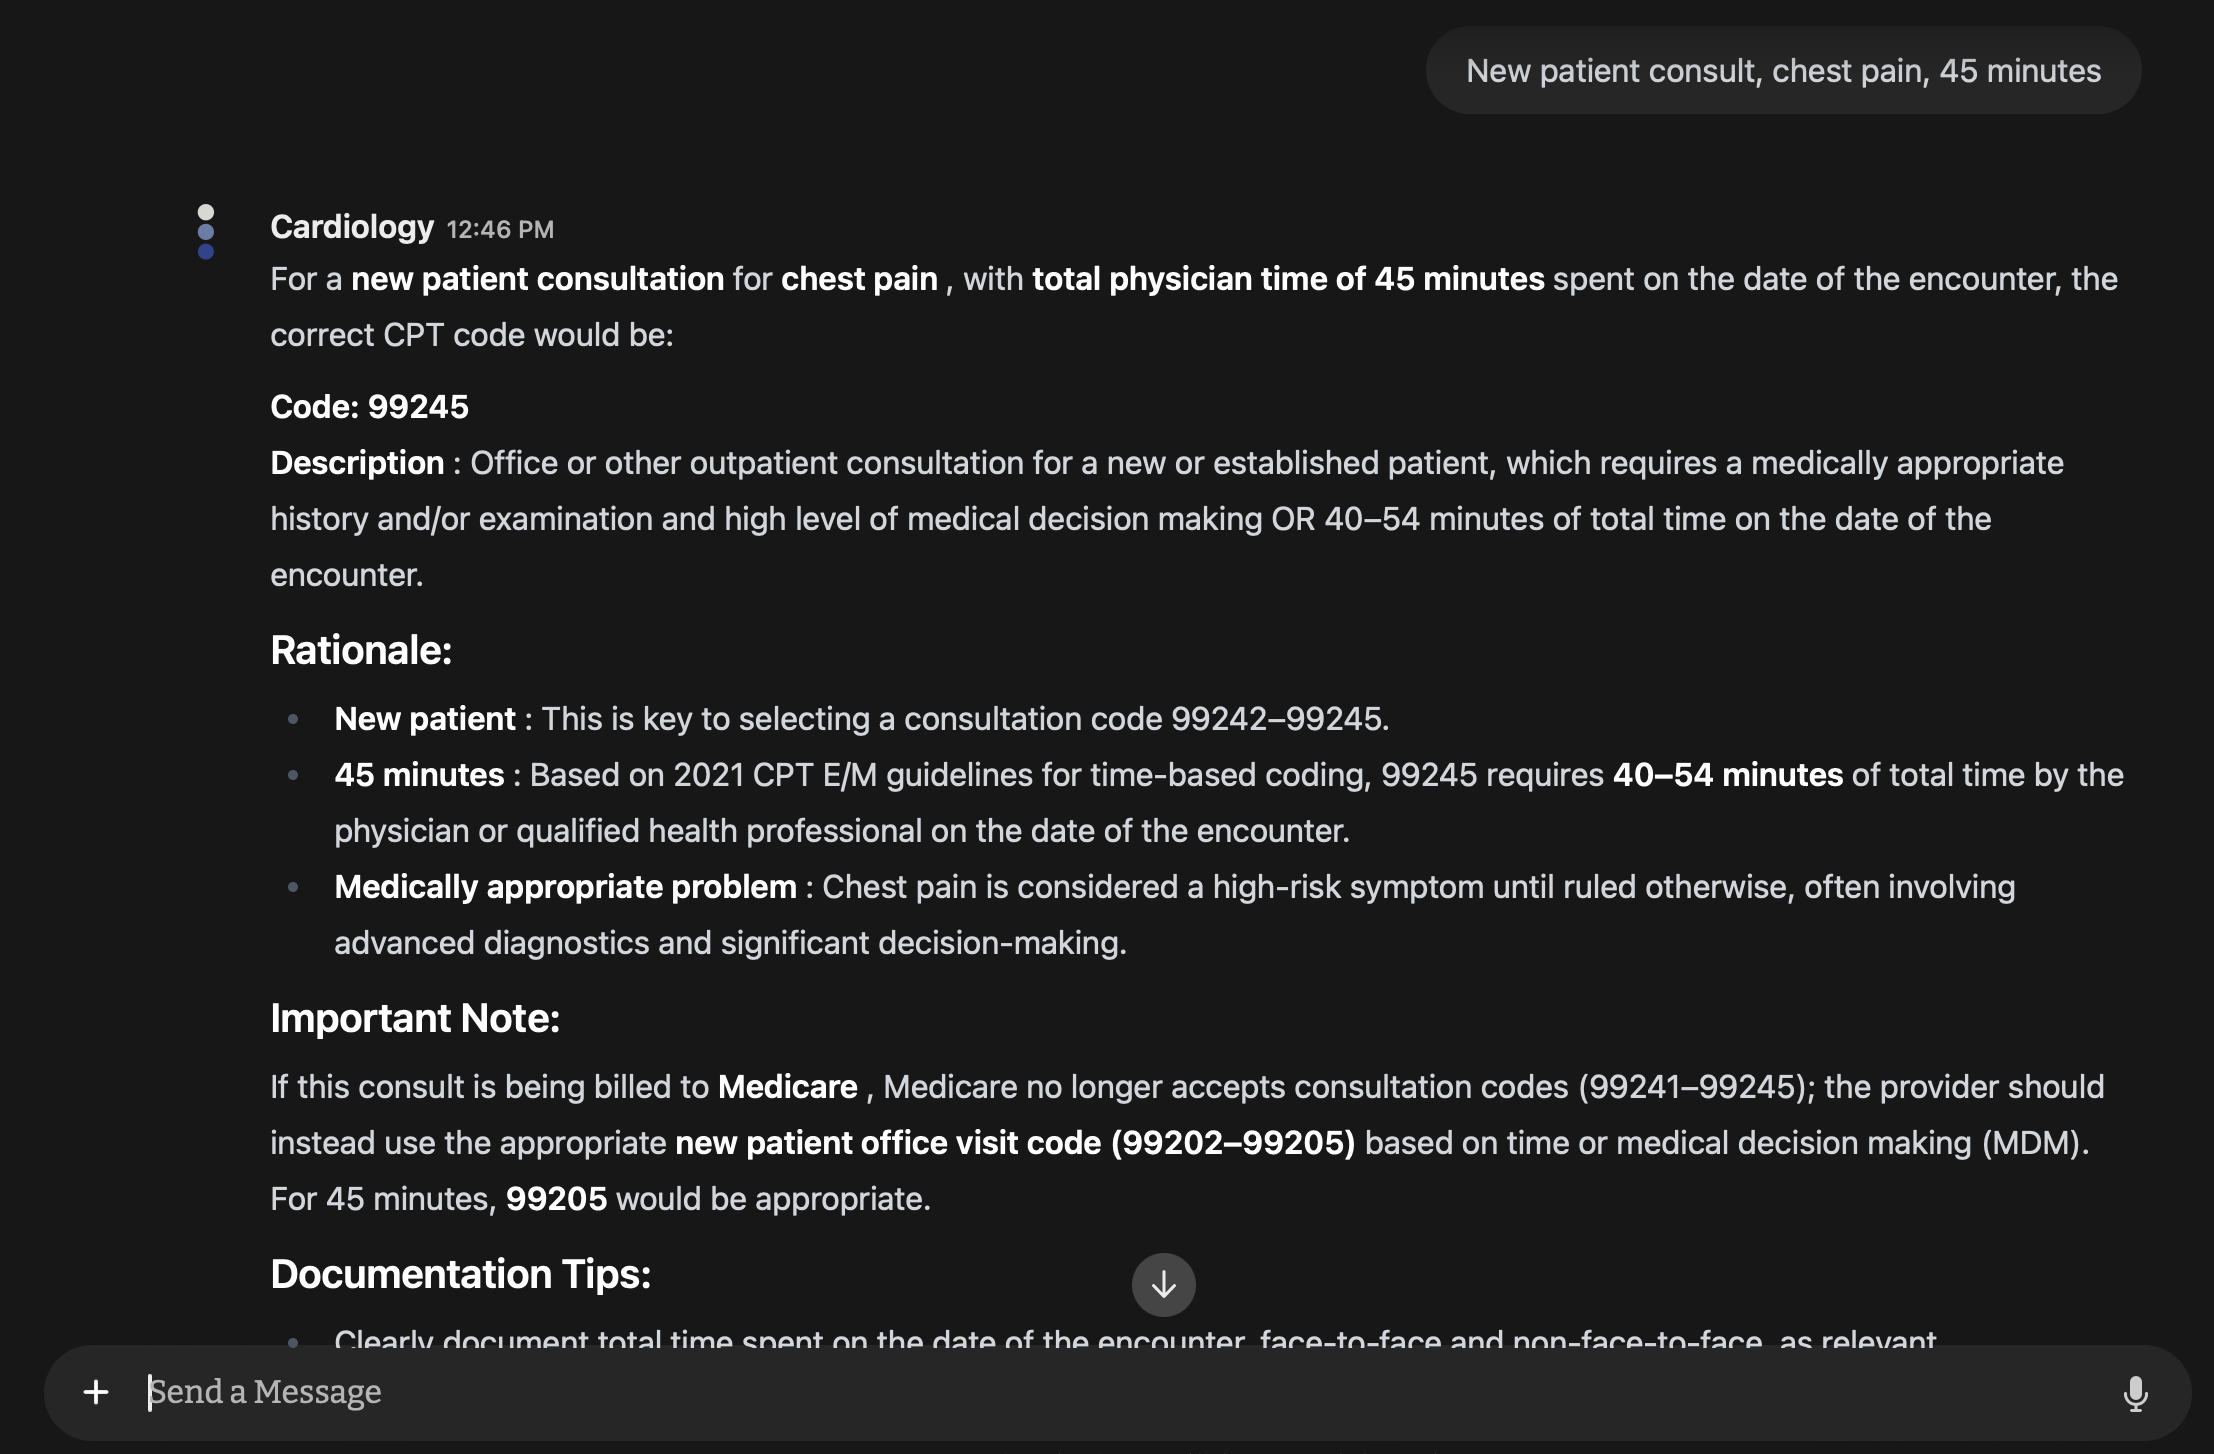 New patient consult, chest pain, 45 minutes
Cardiology 12:46 PM
For a new patient consultation for chest pain , with total physician time of 45 minutes spent on the date of the encounter, the
correct CPT code would be:
Code: 99245
Description : Office or other outpatient consultation for a new or established patient, which requires a medically appropriate
history and/or examination and high level of medical decision making OR 40–54 minutes of total time on the date of the
encounter.
Rationale:
• New patient : This is key to selecting a consultation code 99242–99245.
• 45 minutes : Based on 2021 CPT E/M guidelines for time-based coding, 99245 requires 40–54 minutes of total time by the
physician or qualified health professional on the date of the encounter.
• Medically appropriate problem : Chest pain is considered a high-risk symptom until ruled otherwise, often involving
advanced diagnostics and significant decision-making.
Important Note:
If this consult is being billed to Medicare , Medicare no longer accepts consultation codes (99241–99245); the provider should
instead use the appropriate new patient office visit code (99202–99205) based on time or medical decision making (MDM).
For 45 minutes, 99205 would be appropriate.
Documentation Tips:
• Clearly document total time spent on the date of the encounter, face-to-face and non-face-to-face, as relevant
Send a Message